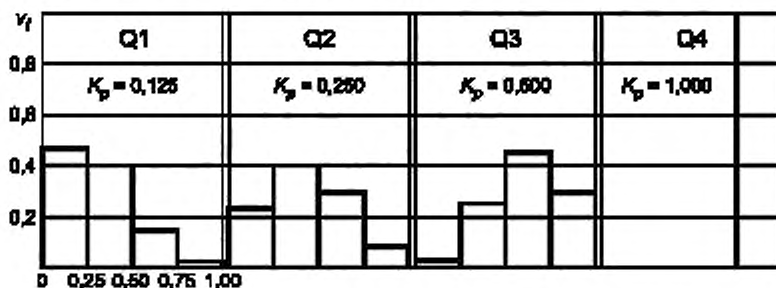 v_i
Q1 Q2 Q3 Q4
0,8
K_p = 0,125 K_p = 0,250 K_p = 0,500 K_p = 1,000
0,6
0,4
0,2
0 0,25 0,50 0,75 1,00